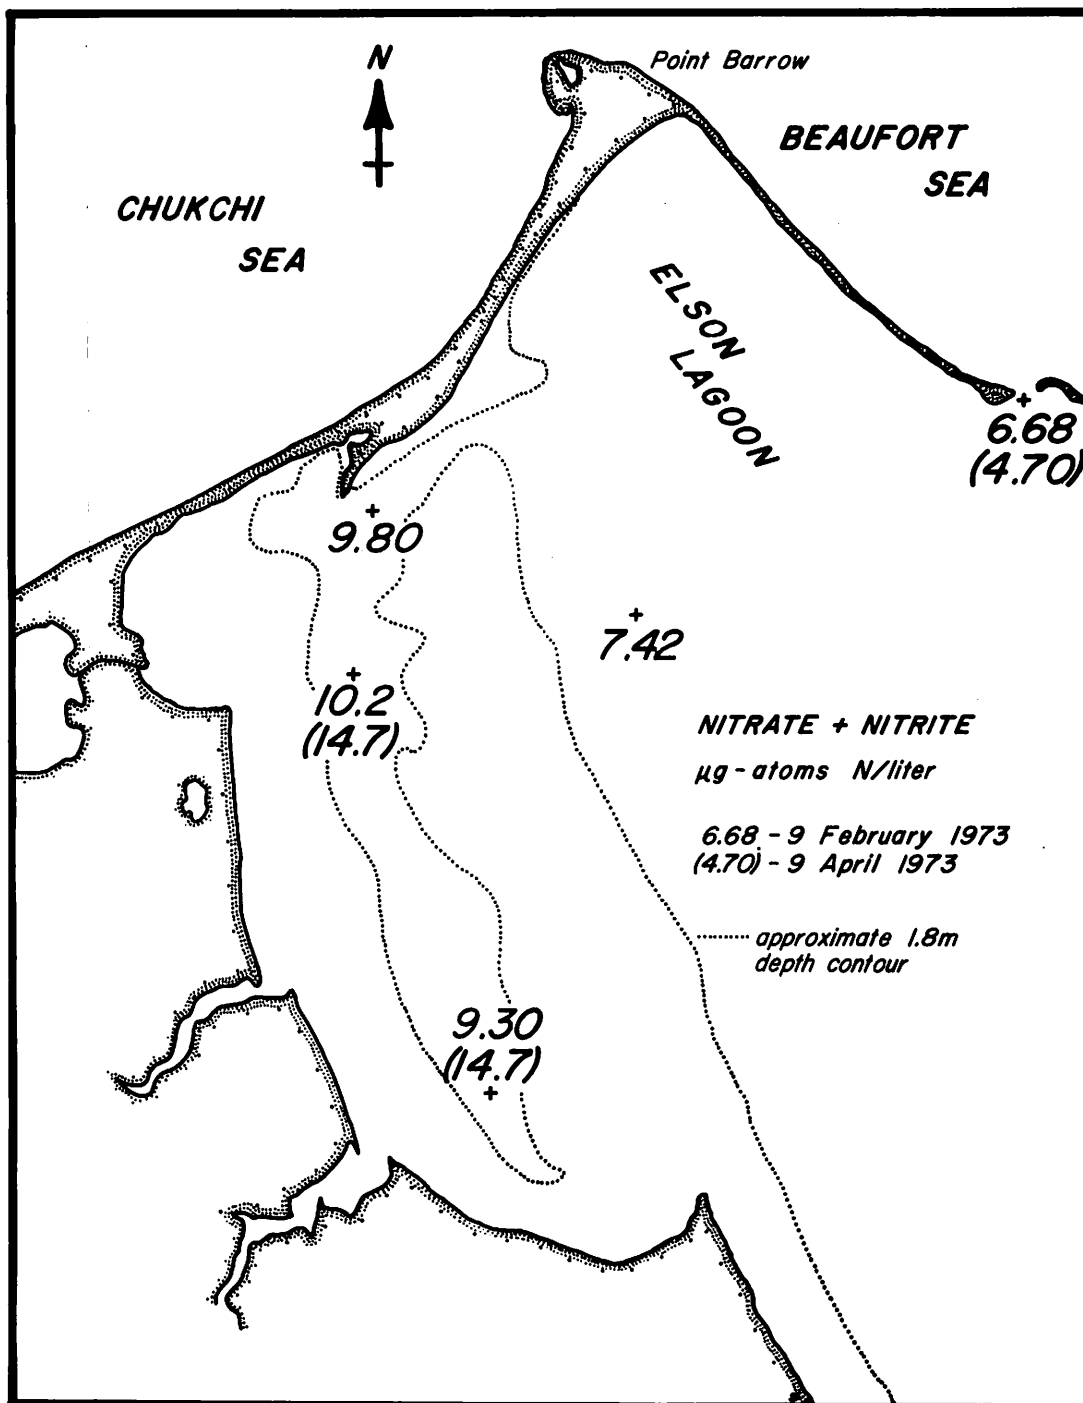 N
Point Barrow
BEAUFORT
SEA
CHUKCHI
SEA
ELSON
LAGOON
6.68
(4.70)
9.80
7.42
10.2
(14.7)
NITRATE + NITRITE
µg-atoms N/liter
6.68 - 9 February 1973
(4.70) - 9 April 1973
approximate 1.8m
depth contour
9.30
(14.7)